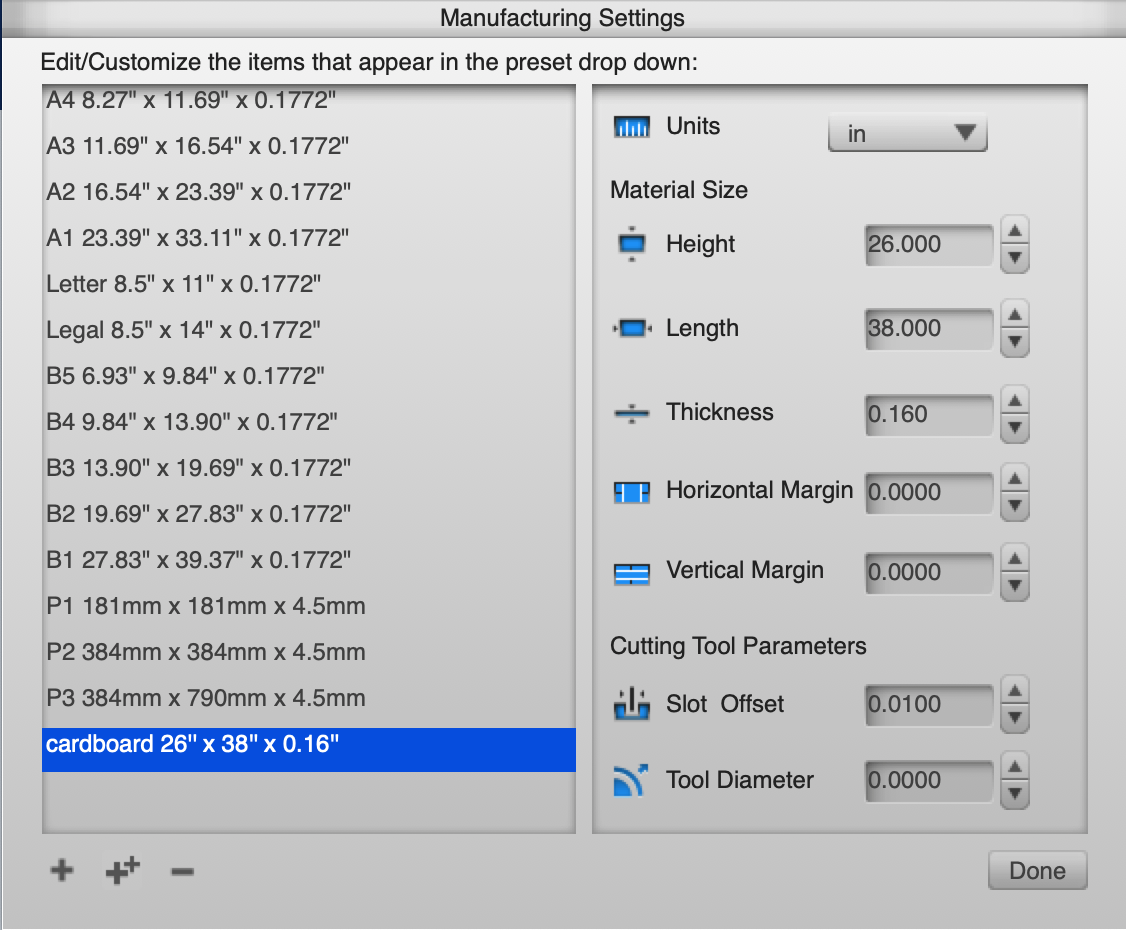 Manufacturing Settings
Edit/Customize the items that appear in the preset drop down:
A4 8.27" x 11.69" x 0.1772"
A3 11.69" x 16.54" x 0.1772"
A2 16.54" x 23.39" x 0.1772"
A1 23.39" x 33.11" x 0.1772"
Letter 8.5" x 11" x 0.1772"
Legal 8.5" x 14" x 0.1772"
B5 6.93" x 9.84" x 0.1772"
B4 9.84" x 13.90" x 0.1772"
B3 13.90" x 19.69" x 0.1772"
B2 19.69" x 27.83" x 0.1772"
B1 27.83" x 39.37" x 0.1772"
P1 181mm x 181mm x 4.5mm
P2 384mm x 384mm x 4.5mm
P3 384mm x 790mm x 4.5mm
cardboard 26" x 38" x 0.16"
Units in
Material Size
Height 26.000
Length 38.000
Thickness 0.160
Horizontal Margin 0.0000
Vertical Margin 0.0000
Cutting Tool Parameters
Slot Offset 0.0100
Tool Diameter 0.0000
Done